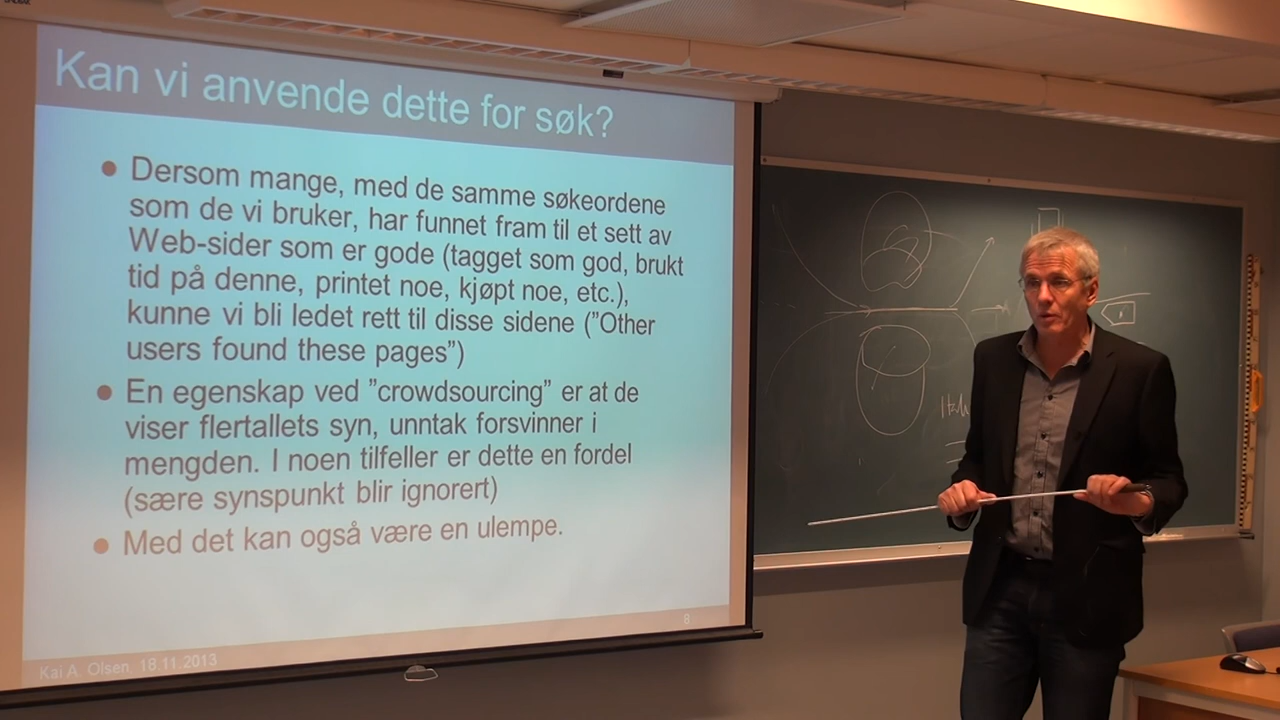 Kan vi anvende dette for søk?
● Dersom mange, med de samme søkeordene
som de vi bruker, har funnet fram til et sett av
Web-sider som er gode (tagget som god, brukt
tid på denne, printet noe, kjøpt noe, etc.),
kunne vi bli ledet rett til disse sidene (”Other
users found these pages”)
● En egenskap ved ”crowdsourcing” er at de
viser flertallets syn, unntak forsvinner i
mengden. I noen tilfeller er dette en fordel
(sære synspunkt blir ignorert)
● Med det kan også være en ulempe.
8
Kai A. Olsen, 18.11.2013